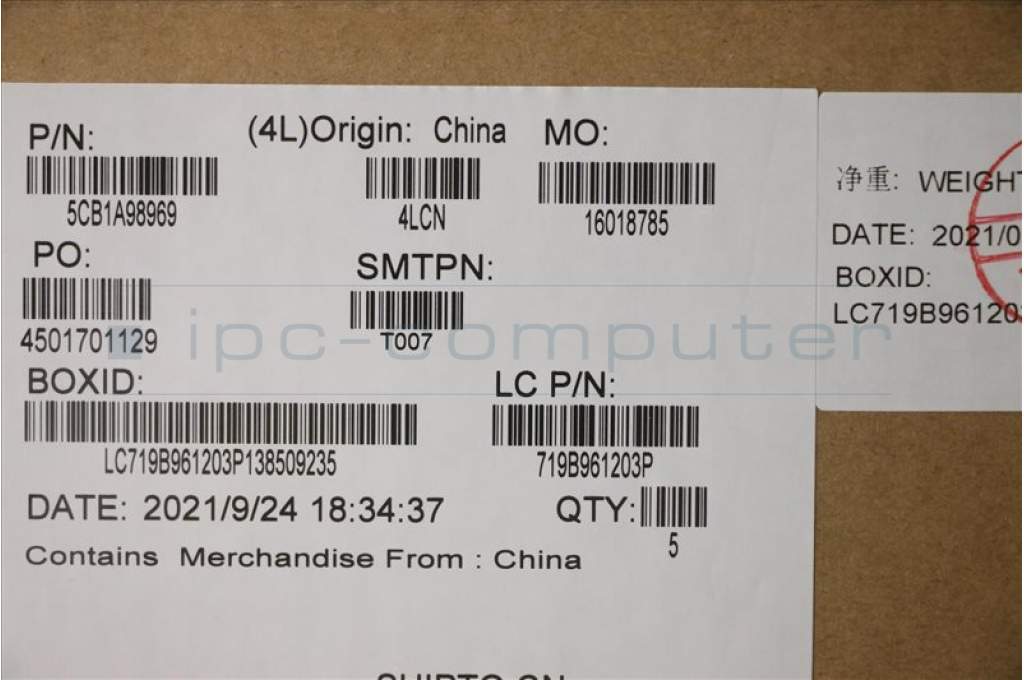 P/N: (4L)Origin: China MO:
5CB1A98969 4LCN 16018785
PO: SMTPN:
4501701129 T007
ipc-computer
BOXID: LC P/N:
LC719B961203P138509235 719B961203P
DATE: 2021/9/24 18:34:37 QTY:
5
Contains Merchandise From : China
净重: WEIGHT
DATE: 2021/0
BOXID:
LC719B961203